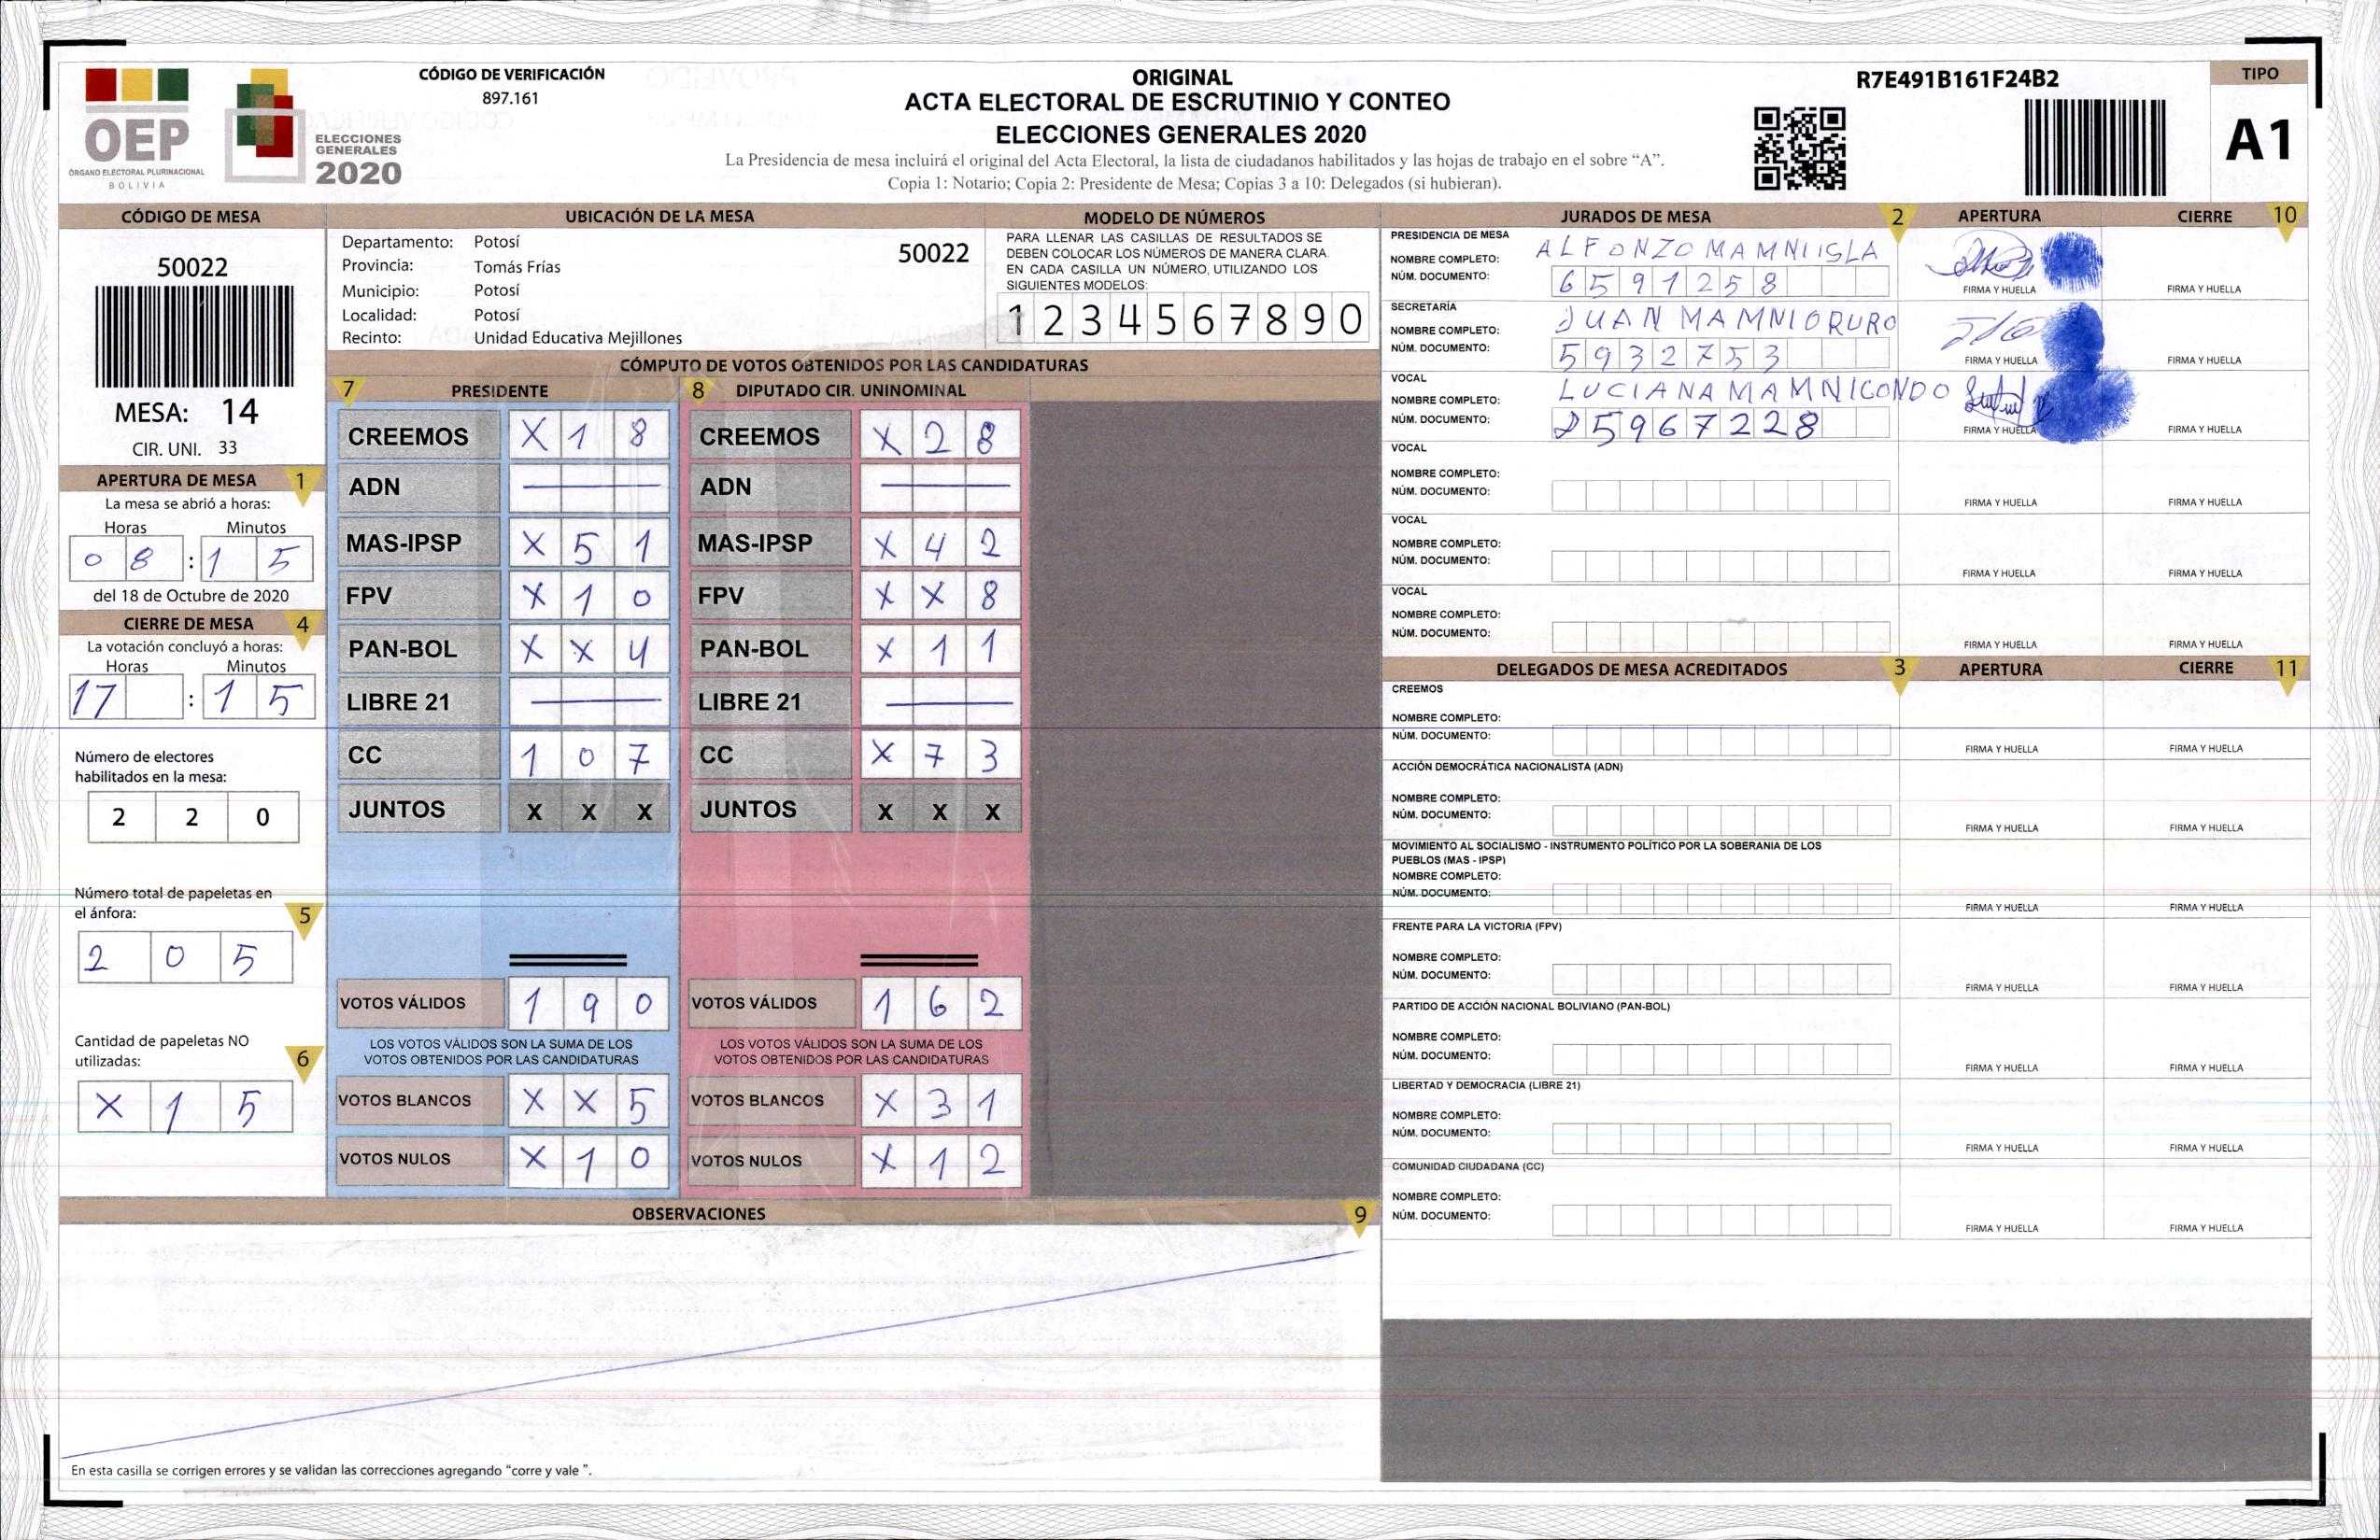 CÓDIGO DE VERIFICACIÓN
897.161
OEP
ÓRGANO ELECTORAL PLURINACIONAL
BOLIVIA
ELECCIONES
GENERALES
2020
ORIGINAL
ACTA ELECTORAL DE ESCRUTINIO Y CONTEO
ELECCIONES GENERALES 2020
La Presidencia de mesa incluirá el original del Acta Electoral, la lista de ciudadanos habilitados y las hojas de trabajo en el sobre “A”.
Copia 1: Notario; Copia 2: Presidente de Mesa; Copias 3 a 10: Delegados (si hubieran).
R7E491B161F24B2
TIPO
A1
CÓDIGO DE MESA
50022
MESA: 14
CIR. UNI. 33
APERTURA DE MESA 1
La mesa se abrió a horas:
Horas Minutos
0 8 : 1 5
del 18 de Octubre de 2020
CIERRE DE MESA 4
La votación concluyó a horas:
Horas Minutos
17 : 1 5
Número de electores
habilitados en la mesa:
2 2 0
Número total de papeletas en
el ánfora: 5
2 0 5
Cantidad de papeletas NO
utilizadas: 6
X 1 5
UBICACIÓN DE LA MESA
Departamento: Potosí 50022
Provincia: Tomás Frías
Municipio: Potosí
Localidad: Potosí
Recinto: Unidad Educativa Mejillones
MODELO DE NÚMEROS
PARA LLENAR LAS CASILLAS DE RESULTADOS SE
DEBEN COLOCAR LOS NÚMEROS DE MANERA CLARA.
EN CADA CASILLA UN NÚMERO, UTILIZANDO LOS
SIGUIENTES MODELOS:
1 2 3 4 5 6 7 8 9 0
CÓMPUTO DE VOTOS OBTENIDOS POR LAS CANDIDATURAS
7 PRESIDENTE 8 DIPUTADO CIR. UNINOMINAL
CREEMOS X 1 8 CREEMOS X 2 8
ADN ADN
MAS-IPSP X 5 1 MAS-IPSP X 4 2
FPV X 1 0 FPV X X 8
PAN-BOL X X 4 PAN-BOL X 1 1
LIBRE 21 LIBRE 21
CC 1 0 7 CC X 7 3
JUNTOS X X X JUNTOS X X X
VOTOS VÁLIDOS 1 9 0 VOTOS VÁLIDOS 1 6 2
LOS VOTOS VÁLIDOS SON LA SUMA DE LOS LOS VOTOS VÁLIDOS SON LA SUMA DE LOS
VOTOS OBTENIDOS POR LAS CANDIDATURAS VOTOS OBTENIDOS POR LAS CANDIDATURAS
VOTOS BLANCOS X X 5 VOTOS BLANCOS X 3 1
VOTOS NULOS X 1 0 VOTOS NULOS X 1 2
OBSERVACIONES 9
En esta casilla se corrigen errores y se validan las correcciones agregando “corre y vale ”.
JURADOS DE MESA 2 APERTURA CIERRE 10
PRESIDENCIA DE MESA
NOMBRE COMPLETO: ALFONZO MAMNI ISLA
NÚM. DOCUMENTO: 6 5 9 1 2 5 8
FIRMA Y HUELLA FIRMA Y HUELLA
SECRETARÍA
NOMBRE COMPLETO: JUAN MAMNI ORURO
NÚM. DOCUMENTO: 5 9 3 2 7 5 3
FIRMA Y HUELLA FIRMA Y HUELLA
VOCAL
NOMBRE COMPLETO: LUCIANA MAMNI CONDO
NÚM. DOCUMENTO: 5 9 6 7 2 2 8
FIRMA Y HUELLA FIRMA Y HUELLA
VOCAL
NOMBRE COMPLETO:
NÚM. DOCUMENTO:
FIRMA Y HUELLA FIRMA Y HUELLA
VOCAL
NOMBRE COMPLETO:
NÚM. DOCUMENTO:
FIRMA Y HUELLA FIRMA Y HUELLA
VOCAL
NOMBRE COMPLETO:
NÚM. DOCUMENTO:
FIRMA Y HUELLA FIRMA Y HUELLA
DELEGADOS DE MESA ACREDITADOS 3 APERTURA CIERRE 11
CREEMOS
NOMBRE COMPLETO:
NÚM. DOCUMENTO:
FIRMA Y HUELLA FIRMA Y HUELLA
ACCIÓN DEMOCRÁTICA NACIONALISTA (ADN)
NOMBRE COMPLETO:
NÚM. DOCUMENTO:
FIRMA Y HUELLA FIRMA Y HUELLA
MOVIMIENTO AL SOCIALISMO - INSTRUMENTO POLÍTICO POR LA SOBERANIA DE LOS
PUEBLOS (MAS - IPSP)
NOMBRE COMPLETO:
NÚM. DOCUMENTO:
FIRMA Y HUELLA FIRMA Y HUELLA
FRENTE PARA LA VICTORIA (FPV)
NOMBRE COMPLETO:
NÚM. DOCUMENTO:
FIRMA Y HUELLA FIRMA Y HUELLA
PARTIDO DE ACCIÓN NACIONAL BOLIVIANO (PAN-BOL)
NOMBRE COMPLETO:
NÚM. DOCUMENTO:
FIRMA Y HUELLA FIRMA Y HUELLA
LIBERTAD Y DEMOCRACIA (LIBRE 21)
NOMBRE COMPLETO:
NÚM. DOCUMENTO:
FIRMA Y HUELLA FIRMA Y HUELLA
COMUNIDAD CIUDADANA (CC)
NOMBRE COMPLETO:
NÚM. DOCUMENTO:
FIRMA Y HUELLA FIRMA Y HUELLA